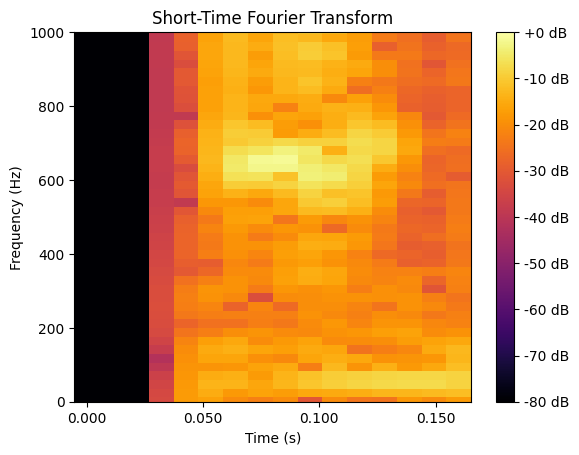 Short-Time Fourier Transform
1000
800
600
400
200
0
Frequency (Hz)
0.000
0.050
0.100
0.150
Time (s)
+0 dB
-10 dB
-20 dB
-30 dB
-40 dB
-50 dB
-60 dB
-70 dB
-80 dB